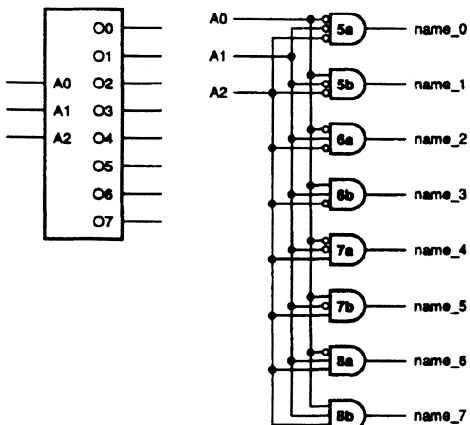 O0
O1
A0 O2
A1 O3
A2 O4
O5
O6
O7
A0
A1
A2
5a name_0
5b name_1
6a name_2
6b name_3
7a name_4
7b name_5
8a name_6
8b name_7